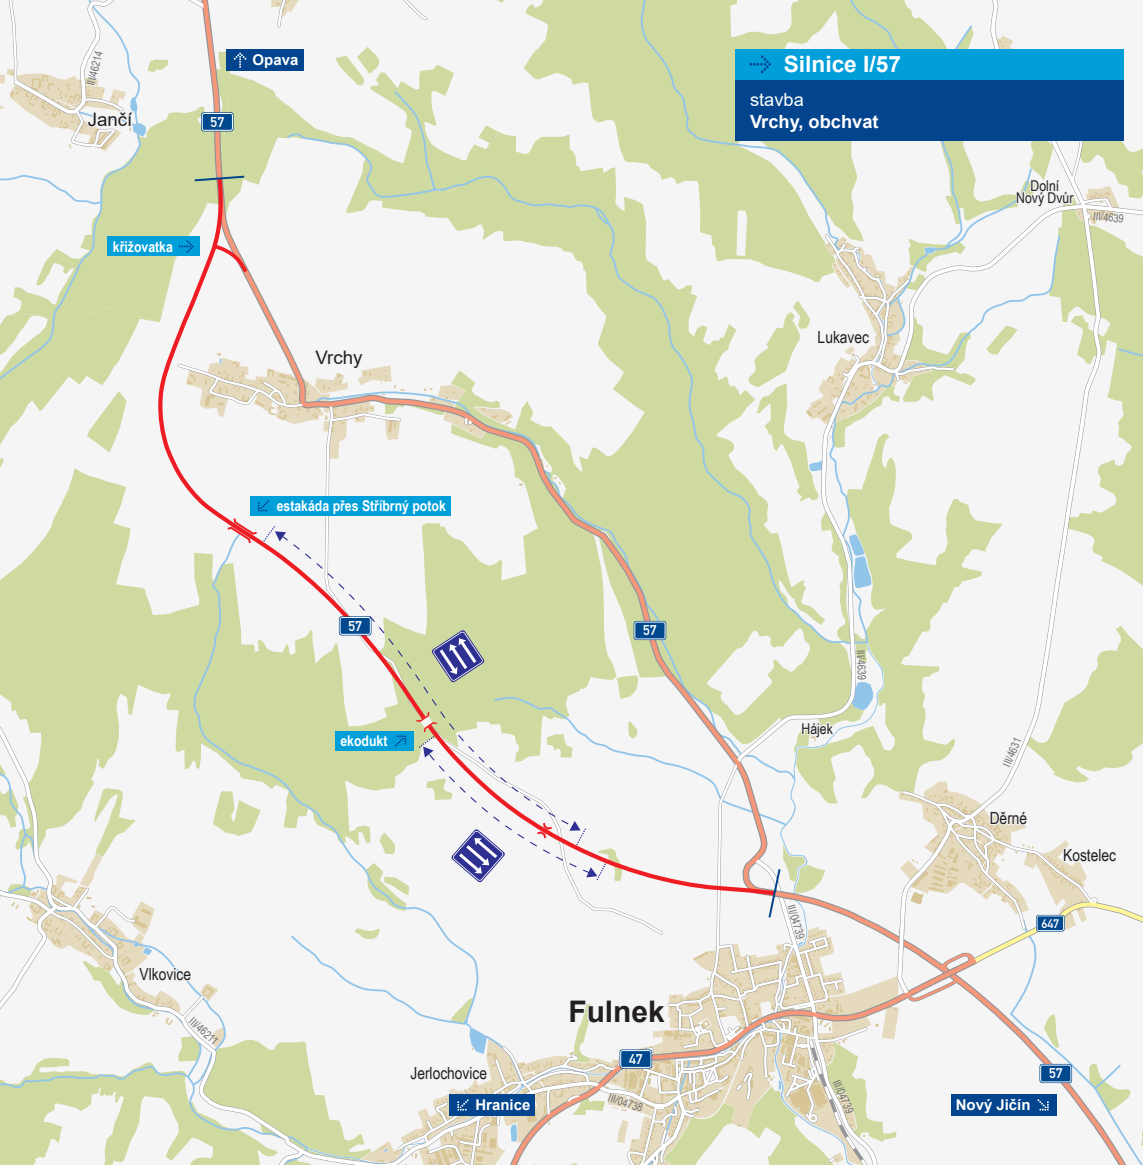 Opava
Silnice I/57
stavba
Vrchy, obchvat
III/46214
Jančí
57
Dolní
Nový Dvůr
III/4639
křižovatka
Lukavec
Vrchy
estakáda přes Stříbrný potok
57
57
III/4639
Hájek
ekodukt
III/4631
Děrné
Kostelec
III/04739
647
Vlkovice
Fulnek
III/46211
47
Jerlochovice
57
III/04738
III/04739
Hranice
Nový Jičín